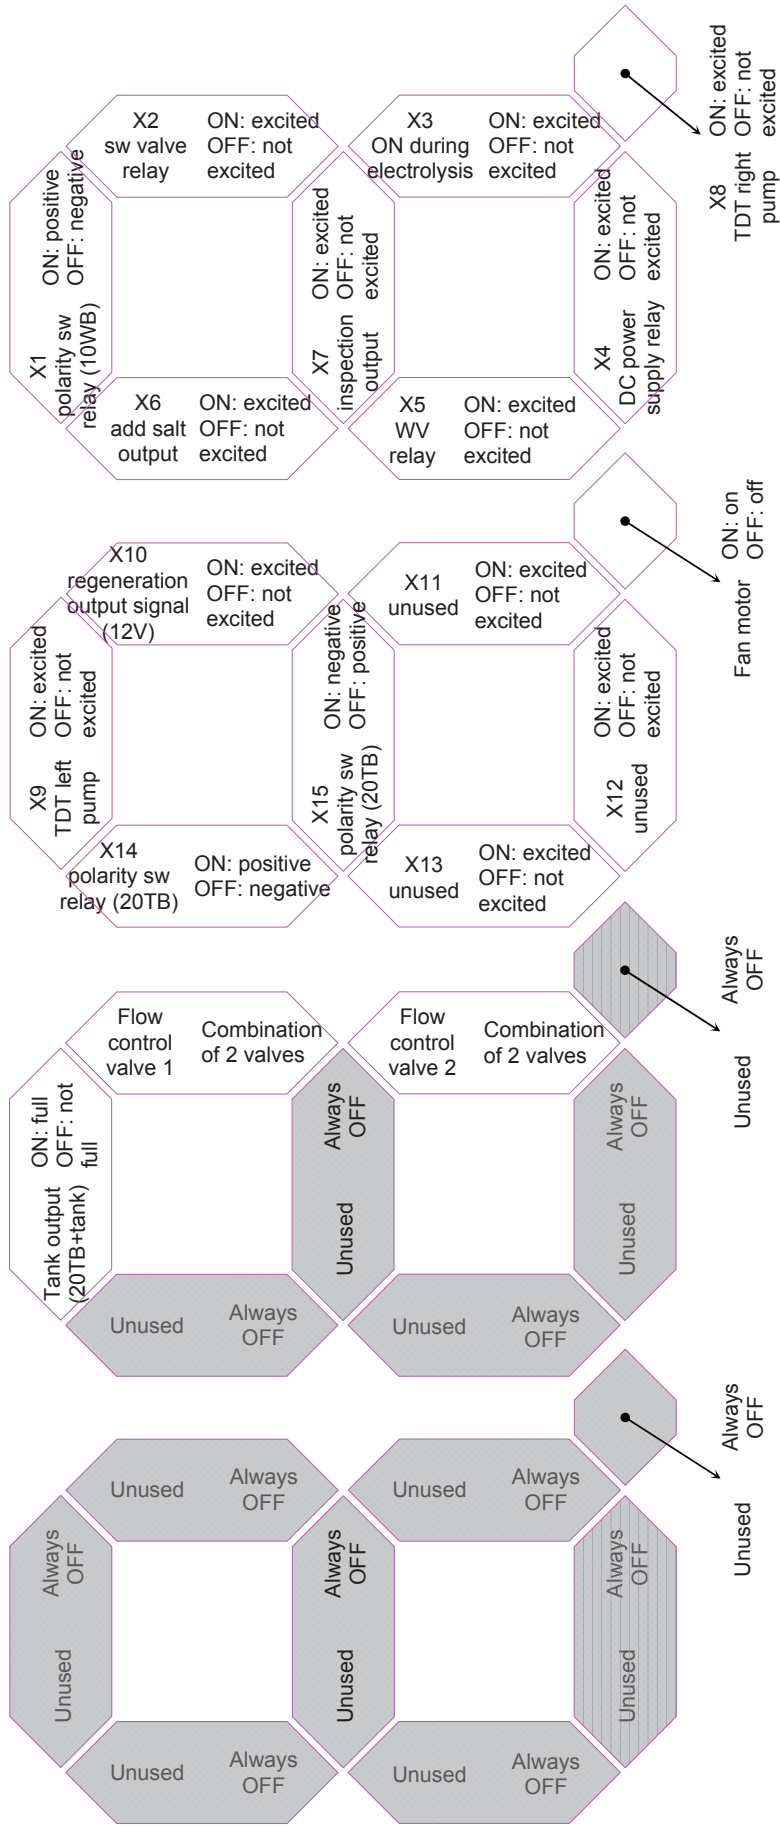 X2
sw valve
relay
ON: excited
OFF: not
excited
X3
ON during
electrolysis
ON: excited
OFF: not
excited
ON: excited
OFF: not
excited
X8
TDT right
pump
X1
polarity sw
relay (10WB)
ON: positive
OFF: negative
X7
inspection
output
ON: excited
OFF: not
excited
X4
DC power
supply relay
ON: excited
OFF: not
excited
X6
add salt
output
ON: excited
OFF: not
excited
X5
WV
relay
ON: excited
OFF: not
excited
X10
regeneration
output signal
(12V)
ON: excited
OFF: not
excited
X11
unused
ON: excited
OFF: not
excited
Fan motor
ON: on
OFF: off
X9
TDT left
pump
ON: excited
OFF: not
excited
X15
polarity sw
relay (20TB)
ON: negative
OFF: positive
X12
unused
ON: excited
OFF: not
excited
X14
polarity sw
relay (20TB)
ON: positive
OFF: negative
X13
unused
ON: excited
OFF: not
excited
Flow
control
valve 1
Combination
of 2 valves
Flow
control
valve 2
Combination
of 2 valves
Unused
Always
OFF
Tank output
(20TB+tank)
ON: full
OFF: not
full
Unused
Always
OFF
Unused
Always
OFF
Unused
Always
OFF
Unused
Always
OFF
Unused
Always
OFF
Unused
Always
OFF
Unused
Always
OFF
Unused
Always
OFF
Unused
Always
OFF
Unused
Always
OFF
Unused
Always
OFF
Unused
Always
OFF